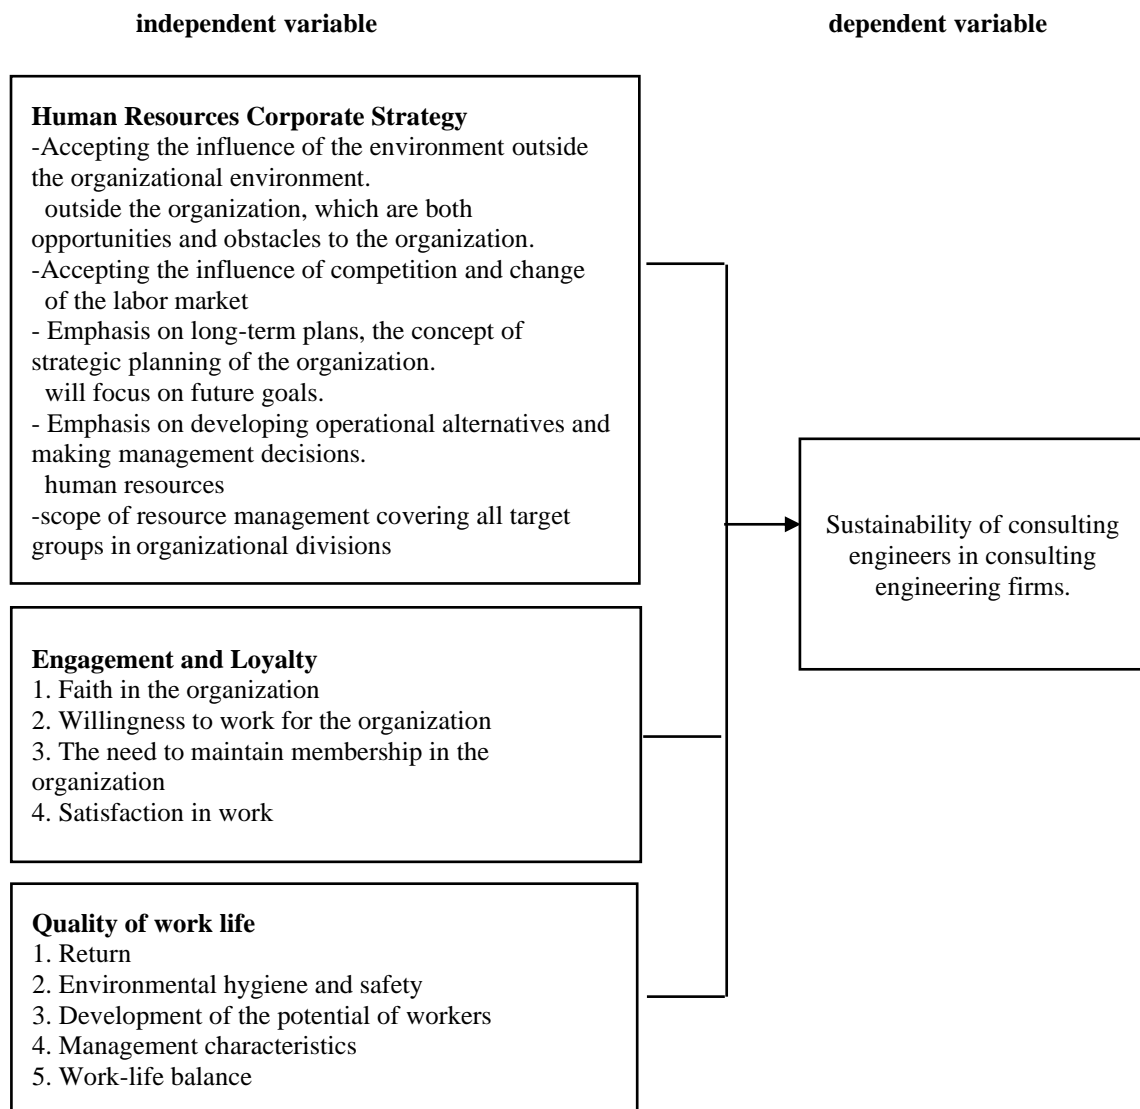 independent variable
dependent variable
Human Resources Corporate Strategy
-Accepting the influence of the environment outside
the organizational environment.
outside the organization, which are both
opportunities and obstacles to the organization.
-Accepting the influence of competition and change
of the labor market
- Emphasis on long-term plans, the concept of
strategic planning of the organization.
will focus on future goals.
- Emphasis on developing operational alternatives and
making management decisions.
human resources
-scope of resource management covering all target
groups in organizational divisions
Engagement and Loyalty
1. Faith in the organization
2. Willingness to work for the organization
3. The need to maintain membership in the
organization
4. Satisfaction in work
Quality of work life
1. Return
2. Environmental hygiene and safety
3. Development of the potential of workers
4. Management characteristics
5. Work-life balance
Sustainability of consulting
engineers in consulting
engineering firms.